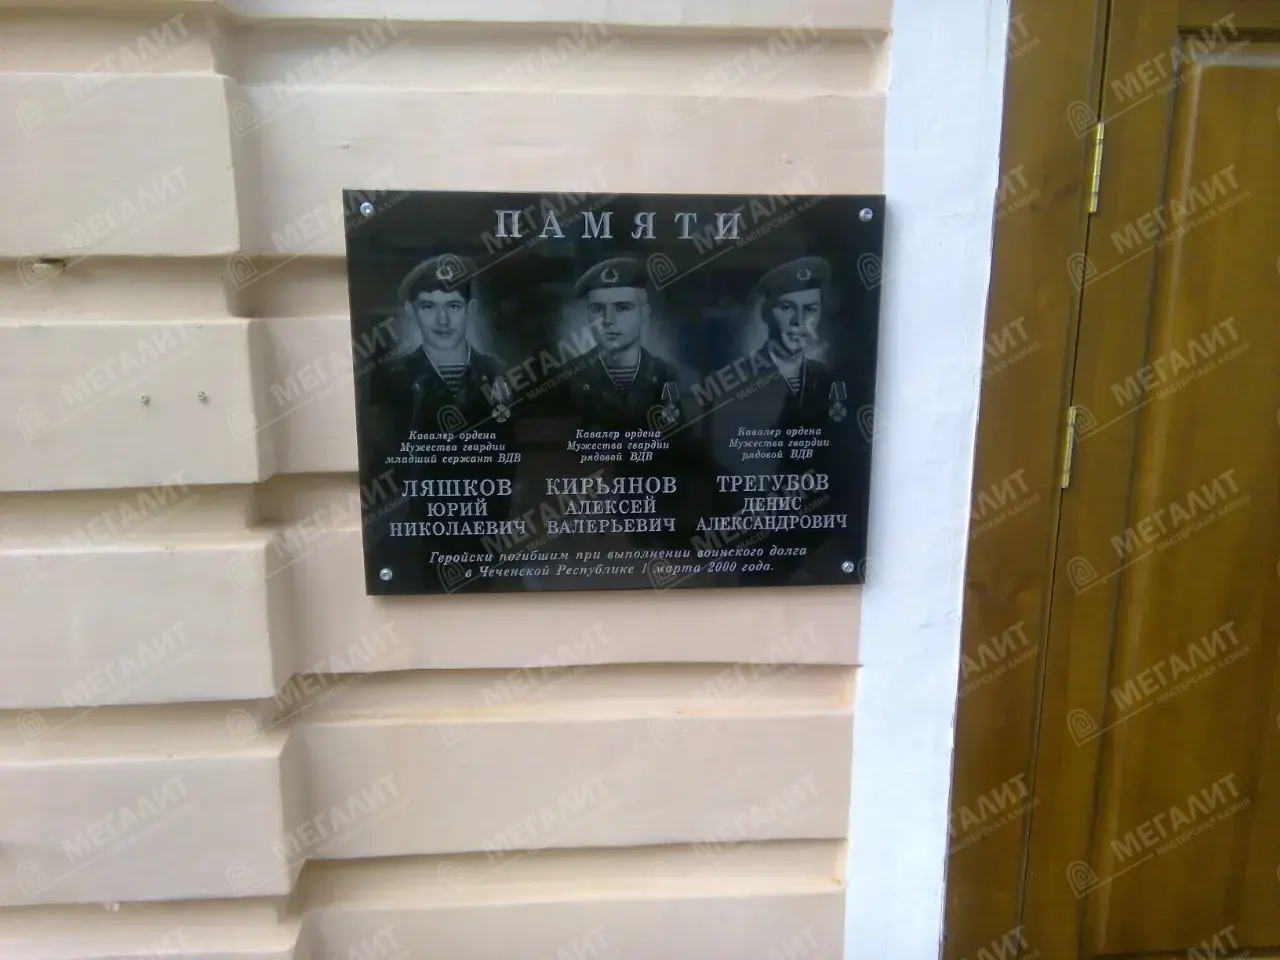 ПАМЯТИ
Кавалер ордена
Мужества гвардии
младший сержант ВДВ
ЛЯШКОВ
ЮРИЙ
НИКОЛАЕВИЧ
Кавалер ордена
Мужества гвардии
рядовой ВДВ
КИРЬЯНОВ
АЛЕКСЕЙ
ВАЛЕРЬЕВИЧ
Кавалер ордена
Мужества гвардии
рядовой ВДВ
ТРЕГУБОВ
ДЕНИС
АЛЕКСАНДРОВИЧ
Геройски погибшим при выполнении воинского долга
в Чеченской Республике 1 марта 2000 года.
МЕГАЛИТ
МАСТЕРСКАЯ КАМНЯ